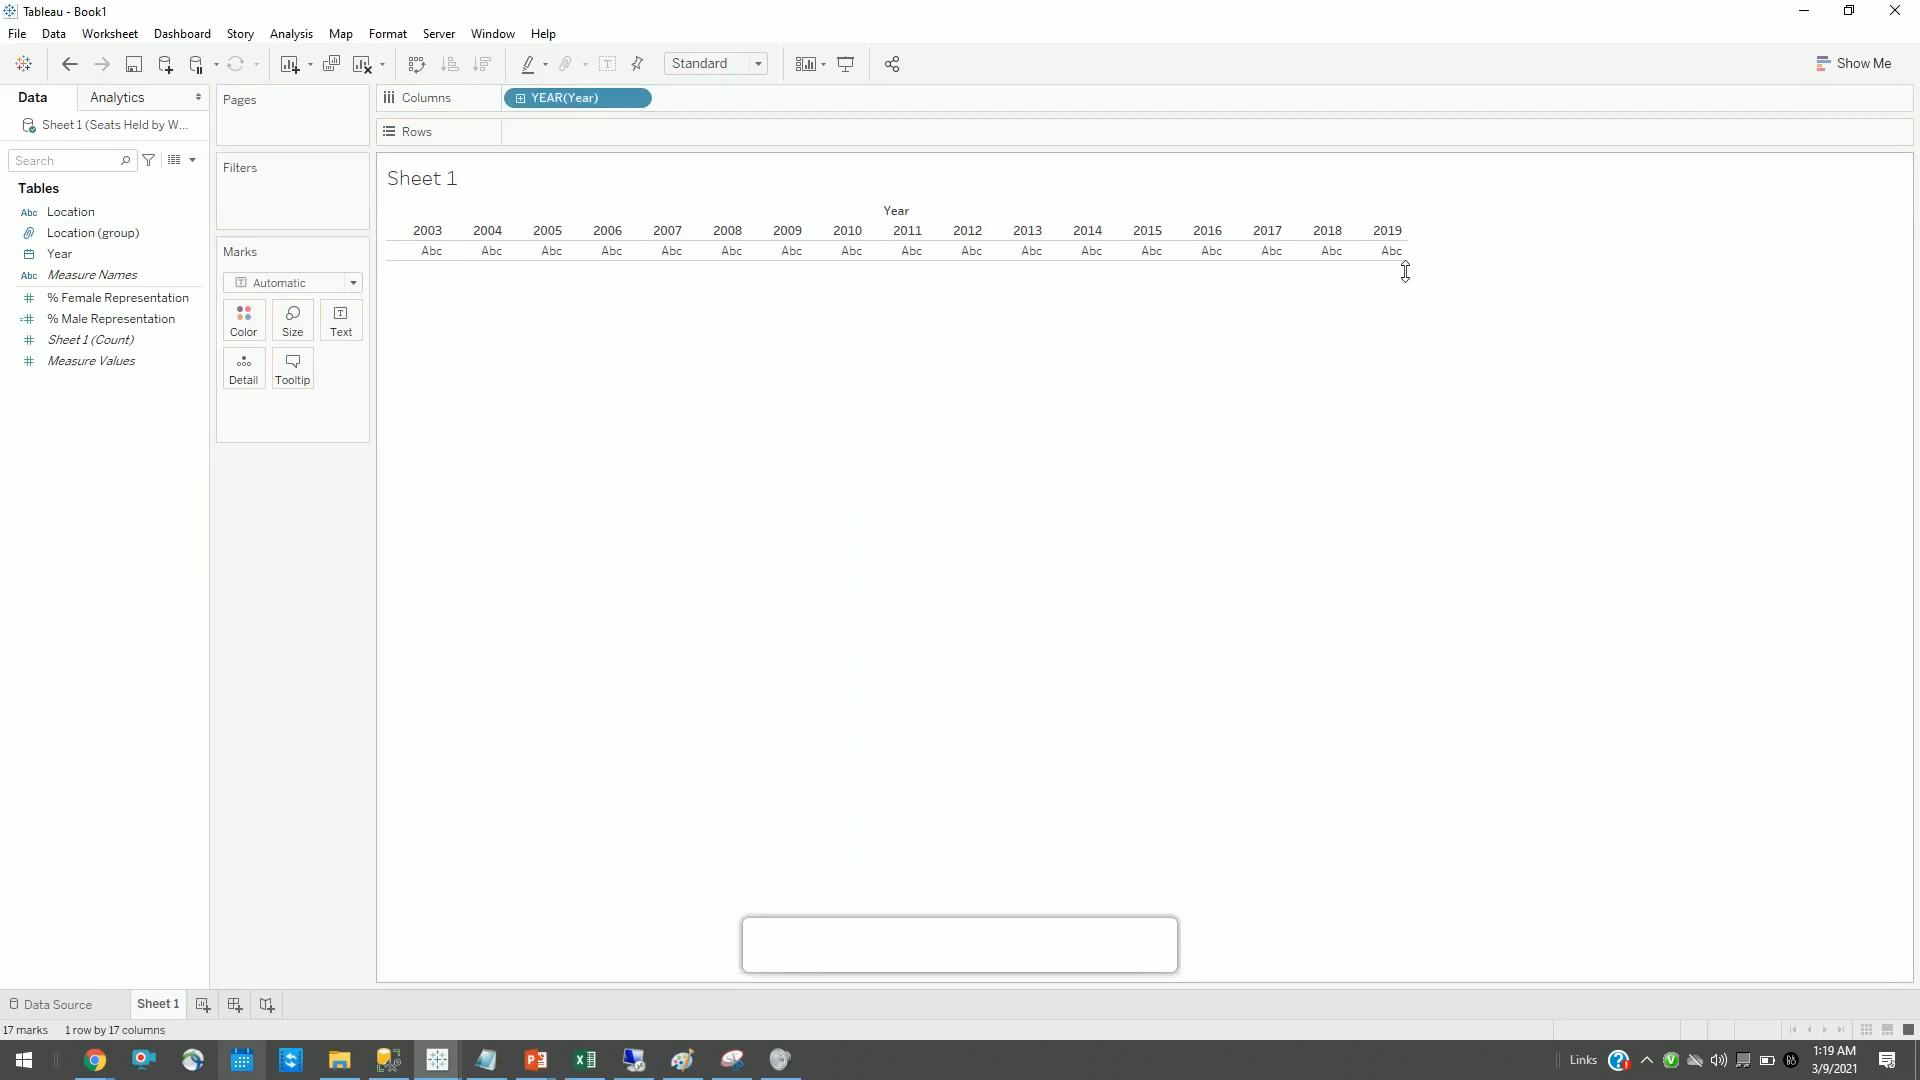 Tableau - Book1
File Data Worksheet Dashboard Story Analysis Map Format Server Window Help
Standard
Show Me
Data Analytics
Pages
Columns YEAR(Year)
Sheet 1 (Seats Held by W...
Rows
Search
Filters
Sheet 1
Tables
Abc Location
Location (group)
Year
Abc Measure Names
% Female Representation
% Male Representation
Sheet 1 (Count)
Measure Values
Marks
Automatic
Color Size Text
Detail Tooltip
Year
2003 2004 2005 2006 2007 2008 2009 2010 2011 2012 2013 2014 2015 2016 2017 2018 2019
Abc Abc Abc Abc Abc Abc Abc Abc Abc Abc Abc Abc Abc Abc Abc Abc Abc
Data Source Sheet 1
17 marks 1 row by 17 columns
Links
1:19 AM
3/9/2021